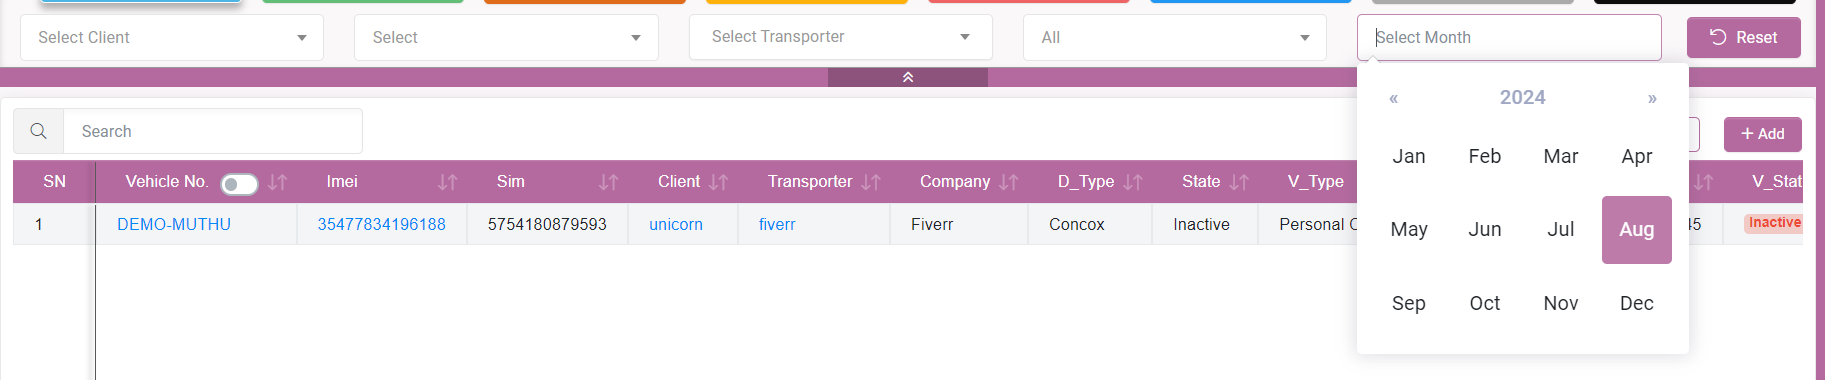 Select Client
Select
Select Transporter
All
Select Month
Reset
« 2024 »
Jan Feb Mar Apr
May Jun Jul Aug
Sep Oct Nov Dec
Search
+ Add
SN Vehicle No. Imei Sim Client Transporter Company D_Type State V_Type V_Stat
1 DEMO-MUTHU 35477834196188 5754180879593 unicorn fiverr Fiverr Concox Inactive Personal C 45 Inactive